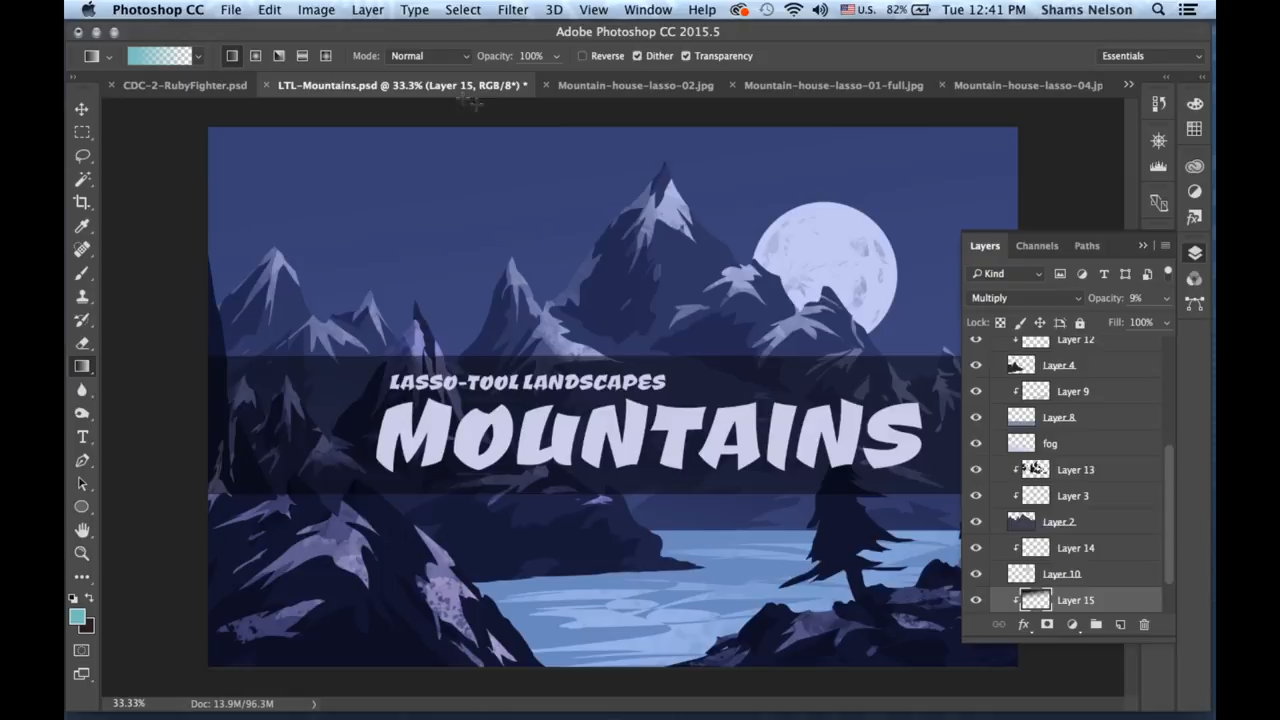 Photoshop CC File Edit Image Layer Type Select Filter 3D View Window Help U.S. 82% Tue 12:41 PM Shams Nelson
Adobe Photoshop CC 2015.5
Mode: Normal Opacity: 100% Reverse Dither Transparency Essentials
CDC-2-RubyFighter.psd LTL-Mountains.psd @ 33.3% (Layer 15, RGB/8*) * Mountain-house-lasso-02.jpg Mountain-house-lasso-01-full.jpg Mountain-house-lasso-04.jp
Layers Channels Paths
Kind
Multiply Opacity: 9%
Lock: Fill: 100%
Layer 12
Layer 4
Layer 9
Layer 8
fog
Layer 13
Layer 3
Layer 2
Layer 14
Layer 10
Layer 15
fx
LASSO-TOOL LANDSCAPES
MOUNTAINS
33.33% Doc: 13.9M/96.3M